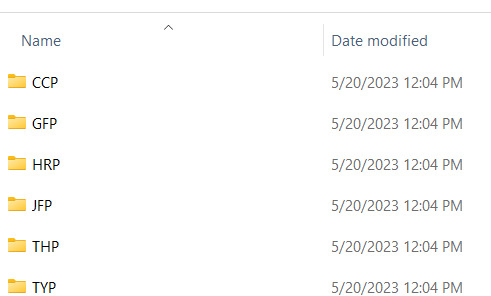 Name Date modified
CCP 5/20/2023 12:04 PM
GFP 5/20/2023 12:04 PM
HRP 5/20/2023 12:04 PM
JFP 5/20/2023 12:04 PM
THP 5/20/2023 12:04 PM
TYP 5/20/2023 12:04 PM